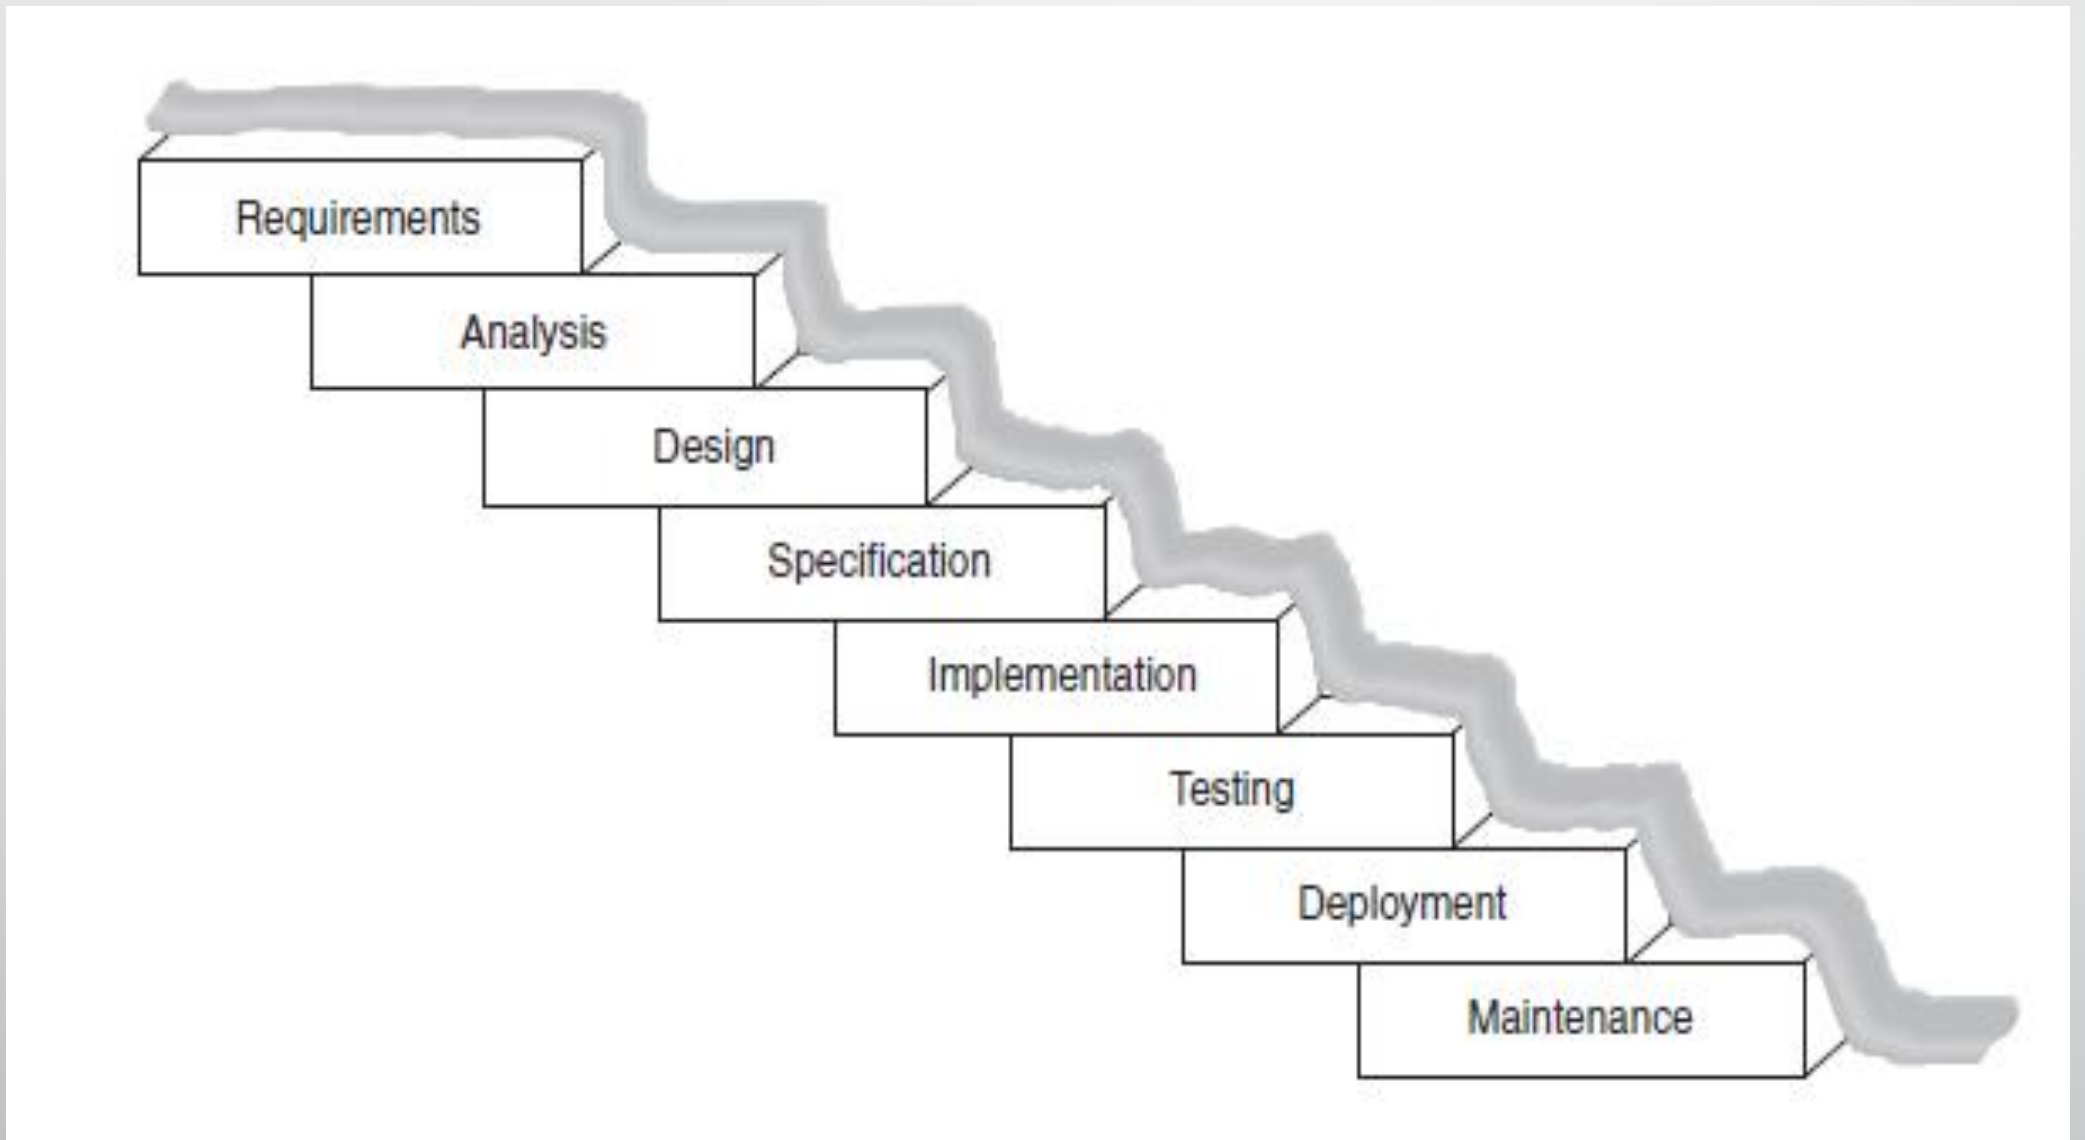 Requirements
Analysis
Design
Specification
Implementation
Testing
Deployment
Maintenance